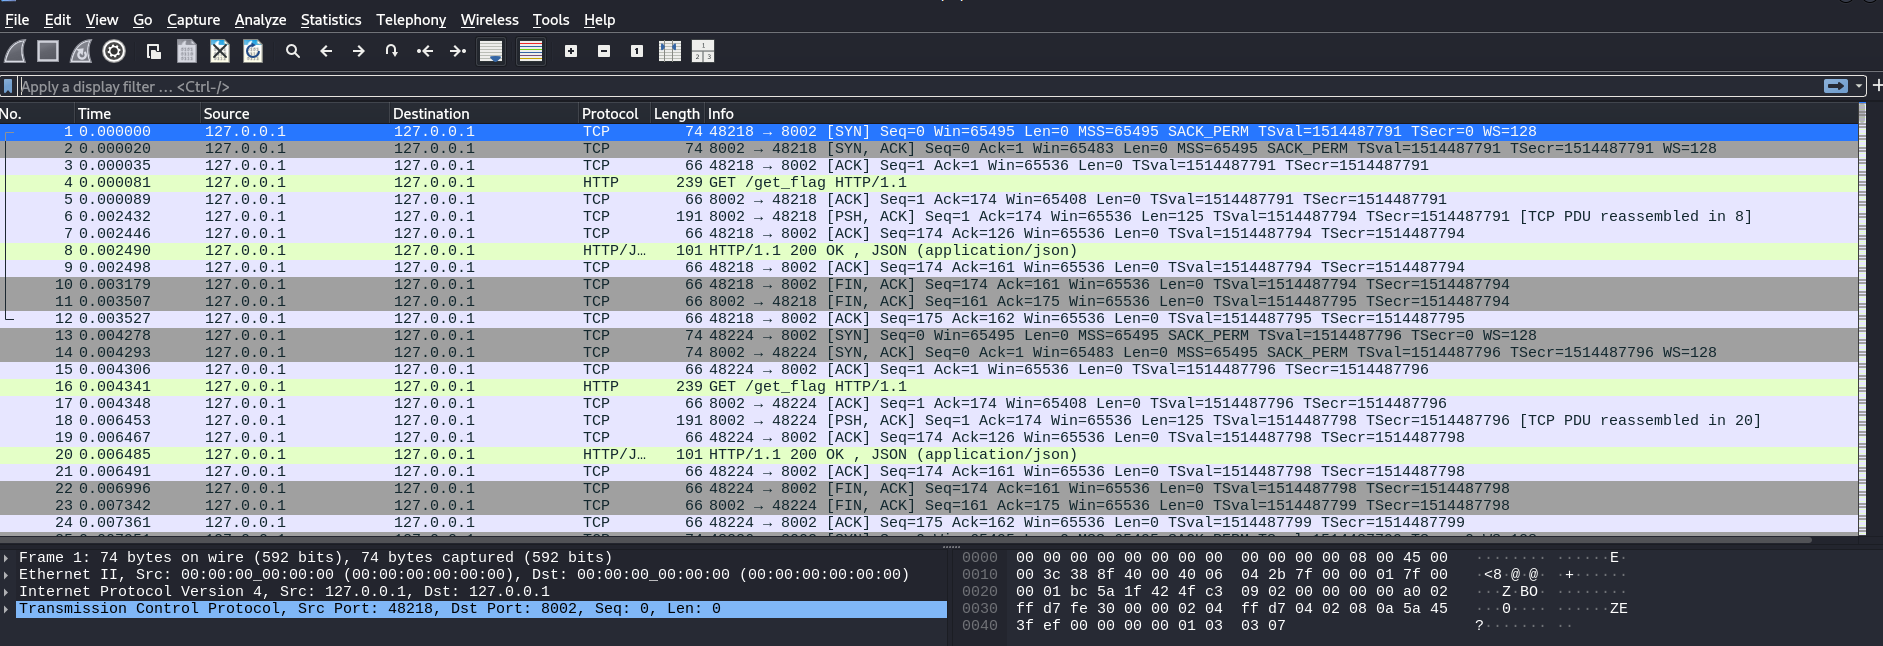 File Edit View Go Capture Analyze Statistics Telephony Wireless Tools Help
Apply a display filter … <Ctrl-/>
No. Time Source Destination Protocol Length Info
1 0.000000 127.0.0.1 127.0.0.1 TCP 74 48218 → 8002 [SYN] Seq=0 Win=65495 Len=0 MSS=65495 SACK_PERM TSval=1514487791 TSecr=0 WS=128
2 0.000020 127.0.0.1 127.0.0.1 TCP 74 8002 → 48218 [SYN, ACK] Seq=0 Ack=1 Win=65483 Len=0 MSS=65495 SACK_PERM TSval=1514487791 TSecr=1514487791 WS=128
3 0.000035 127.0.0.1 127.0.0.1 TCP 66 48218 → 8002 [ACK] Seq=1 Ack=1 Win=65536 Len=0 TSval=1514487791 TSecr=1514487791
4 0.000081 127.0.0.1 127.0.0.1 HTTP 239 GET /get_flag HTTP/1.1
5 0.000089 127.0.0.1 127.0.0.1 TCP 66 8002 → 48218 [ACK] Seq=1 Ack=174 Win=65408 Len=0 TSval=1514487791 TSecr=1514487791
6 0.002432 127.0.0.1 127.0.0.1 TCP 191 8002 → 48218 [PSH, ACK] Seq=1 Ack=174 Win=65536 Len=125 TSval=1514487794 TSecr=1514487791 [TCP PDU reassembled in 8]
7 0.002446 127.0.0.1 127.0.0.1 TCP 66 48218 → 8002 [ACK] Seq=174 Ack=126 Win=65536 Len=0 TSval=1514487794 TSecr=1514487794
8 0.002490 127.0.0.1 127.0.0.1 HTTP/J… 101 HTTP/1.1 200 OK , JSON (application/json)
9 0.002498 127.0.0.1 127.0.0.1 TCP 66 48218 → 8002 [ACK] Seq=174 Ack=161 Win=65536 Len=0 TSval=1514487794 TSecr=1514487794
10 0.003179 127.0.0.1 127.0.0.1 TCP 66 48218 → 8002 [FIN, ACK] Seq=174 Ack=161 Win=65536 Len=0 TSval=1514487794 TSecr=1514487794
11 0.003507 127.0.0.1 127.0.0.1 TCP 66 8002 → 48218 [FIN, ACK] Seq=161 Ack=175 Win=65536 Len=0 TSval=1514487795 TSecr=1514487794
12 0.003527 127.0.0.1 127.0.0.1 TCP 66 48218 → 8002 [ACK] Seq=175 Ack=162 Win=65536 Len=0 TSval=1514487795 TSecr=1514487795
13 0.004278 127.0.0.1 127.0.0.1 TCP 74 48224 → 8002 [SYN] Seq=0 Win=65495 Len=0 MSS=65495 SACK_PERM TSval=1514487796 TSecr=0 WS=128
14 0.004293 127.0.0.1 127.0.0.1 TCP 74 8002 → 48224 [SYN, ACK] Seq=0 Ack=1 Win=65483 Len=0 MSS=65495 SACK_PERM TSval=1514487796 TSecr=1514487796 WS=128
15 0.004306 127.0.0.1 127.0.0.1 TCP 66 48224 → 8002 [ACK] Seq=1 Ack=1 Win=65536 Len=0 TSval=1514487796 TSecr=1514487796
16 0.004341 127.0.0.1 127.0.0.1 HTTP 239 GET /get_flag HTTP/1.1
17 0.004348 127.0.0.1 127.0.0.1 TCP 66 8002 → 48224 [ACK] Seq=1 Ack=174 Win=65408 Len=0 TSval=1514487796 TSecr=1514487796
18 0.006453 127.0.0.1 127.0.0.1 TCP 191 8002 → 48224 [PSH, ACK] Seq=1 Ack=174 Win=65536 Len=125 TSval=1514487798 TSecr=1514487796 [TCP PDU reassembled in 20]
19 0.006467 127.0.0.1 127.0.0.1 TCP 66 48224 → 8002 [ACK] Seq=174 Ack=126 Win=65536 Len=0 TSval=1514487798 TSecr=1514487798
20 0.006485 127.0.0.1 127.0.0.1 HTTP/J… 101 HTTP/1.1 200 OK , JSON (application/json)
21 0.006491 127.0.0.1 127.0.0.1 TCP 66 48224 → 8002 [ACK] Seq=174 Ack=161 Win=65536 Len=0 TSval=1514487798 TSecr=1514487798
22 0.006996 127.0.0.1 127.0.0.1 TCP 66 48224 → 8002 [FIN, ACK] Seq=174 Ack=161 Win=65536 Len=0 TSval=1514487798 TSecr=1514487798
23 0.007342 127.0.0.1 127.0.0.1 TCP 66 8002 → 48224 [FIN, ACK] Seq=161 Ack=175 Win=65536 Len=0 TSval=1514487799 TSecr=1514487798
24 0.007361 127.0.0.1 127.0.0.1 TCP 66 48224 → 8002 [ACK] Seq=175 Ack=162 Win=65536 Len=0 TSval=1514487799 TSecr=1514487799
Frame 1: 74 bytes on wire (592 bits), 74 bytes captured (592 bits)
Ethernet II, Src: 00:00:00_00:00:00 (00:00:00:00:00:00), Dst: 00:00:00_00:00:00 (00:00:00:00:00:00)
Internet Protocol Version 4, Src: 127.0.0.1, Dst: 127.0.0.1
Transmission Control Protocol, Src Port: 48218, Dst Port: 8002, Seq: 0, Len: 0
0000 00 00 00 00 00 00 00 00 00 00 00 00 08 00 45 00 ········ ······E·
0010 00 3c 38 8f 40 00 40 06 04 2b 7f 00 00 01 7f 00 ·<8·@·@· ·+······
0020 00 01 bc 5a 1f 42 4f c3 09 02 00 00 00 00 a0 02 ···Z·BO· ········
0030 ff d7 fe 30 00 00 02 04 ff d7 04 02 08 0a 5a 45 ···0···· ······ZE
0040 3f ef 00 00 00 00 01 03 03 07 ?······· ··